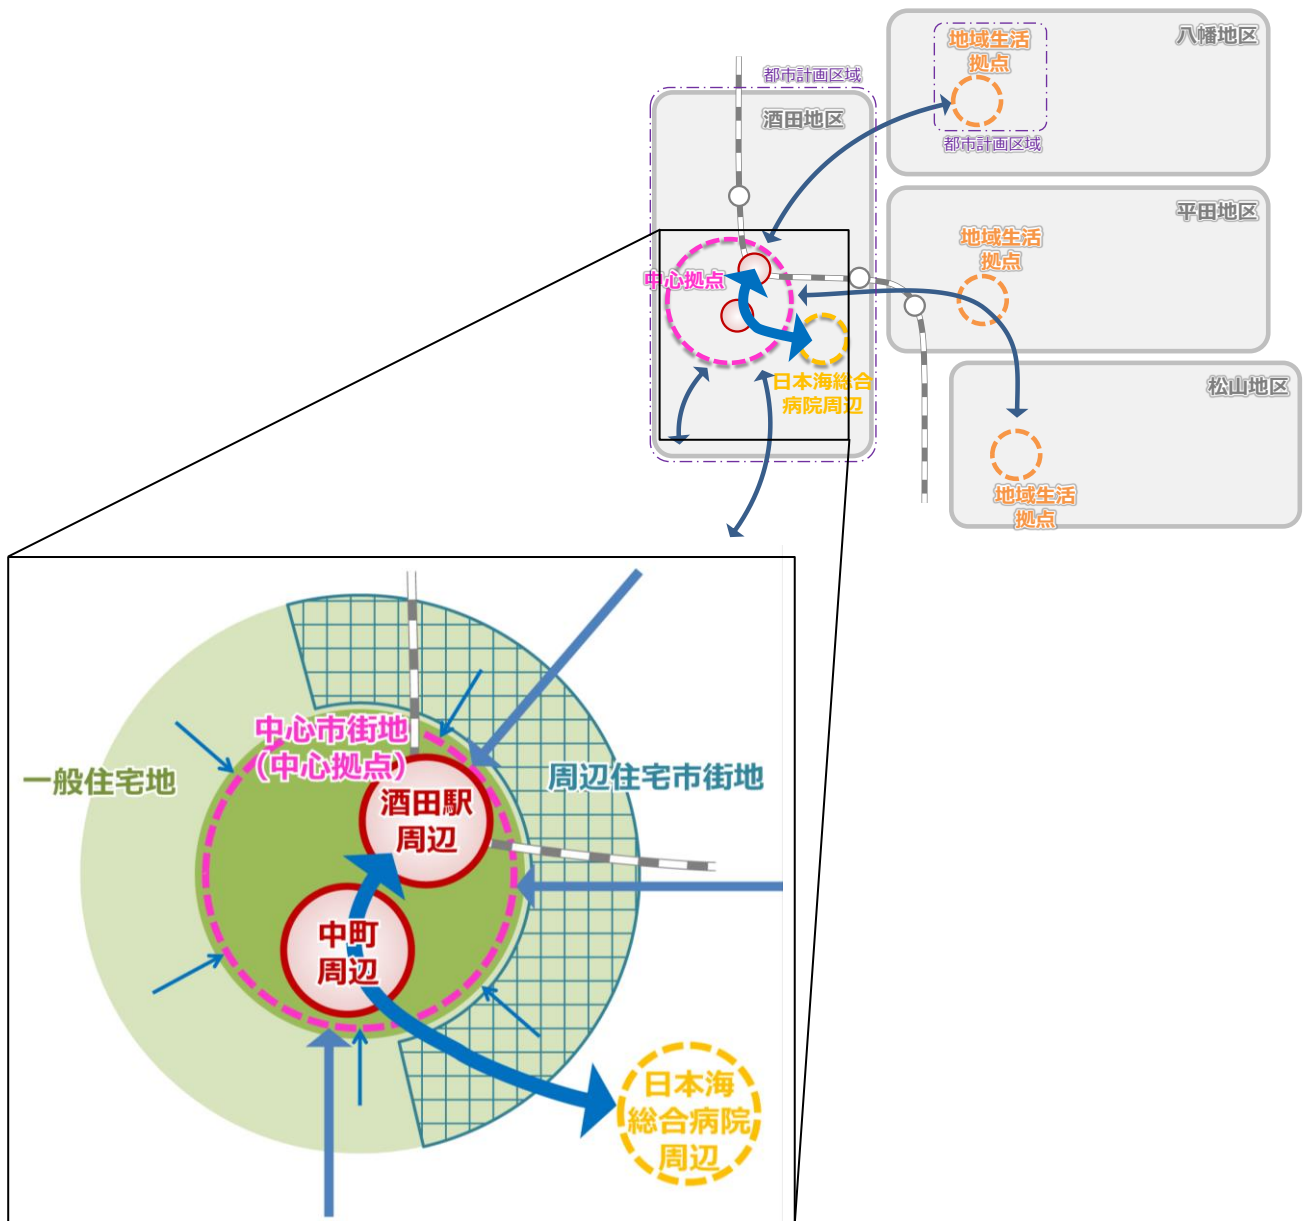 八幡地区
地域生活
拠点
都市計画区域
都市計画区域
酒田地区
平田地区
地域生活
拠点
中心拠点
日本海総合
病院周辺
松山地区
地域生活
拠点
中心市街地
（中心拠点）
一般住宅地
周辺住宅市街地
酒田駅
周辺
中町
周辺
日本海
総合病院
周辺